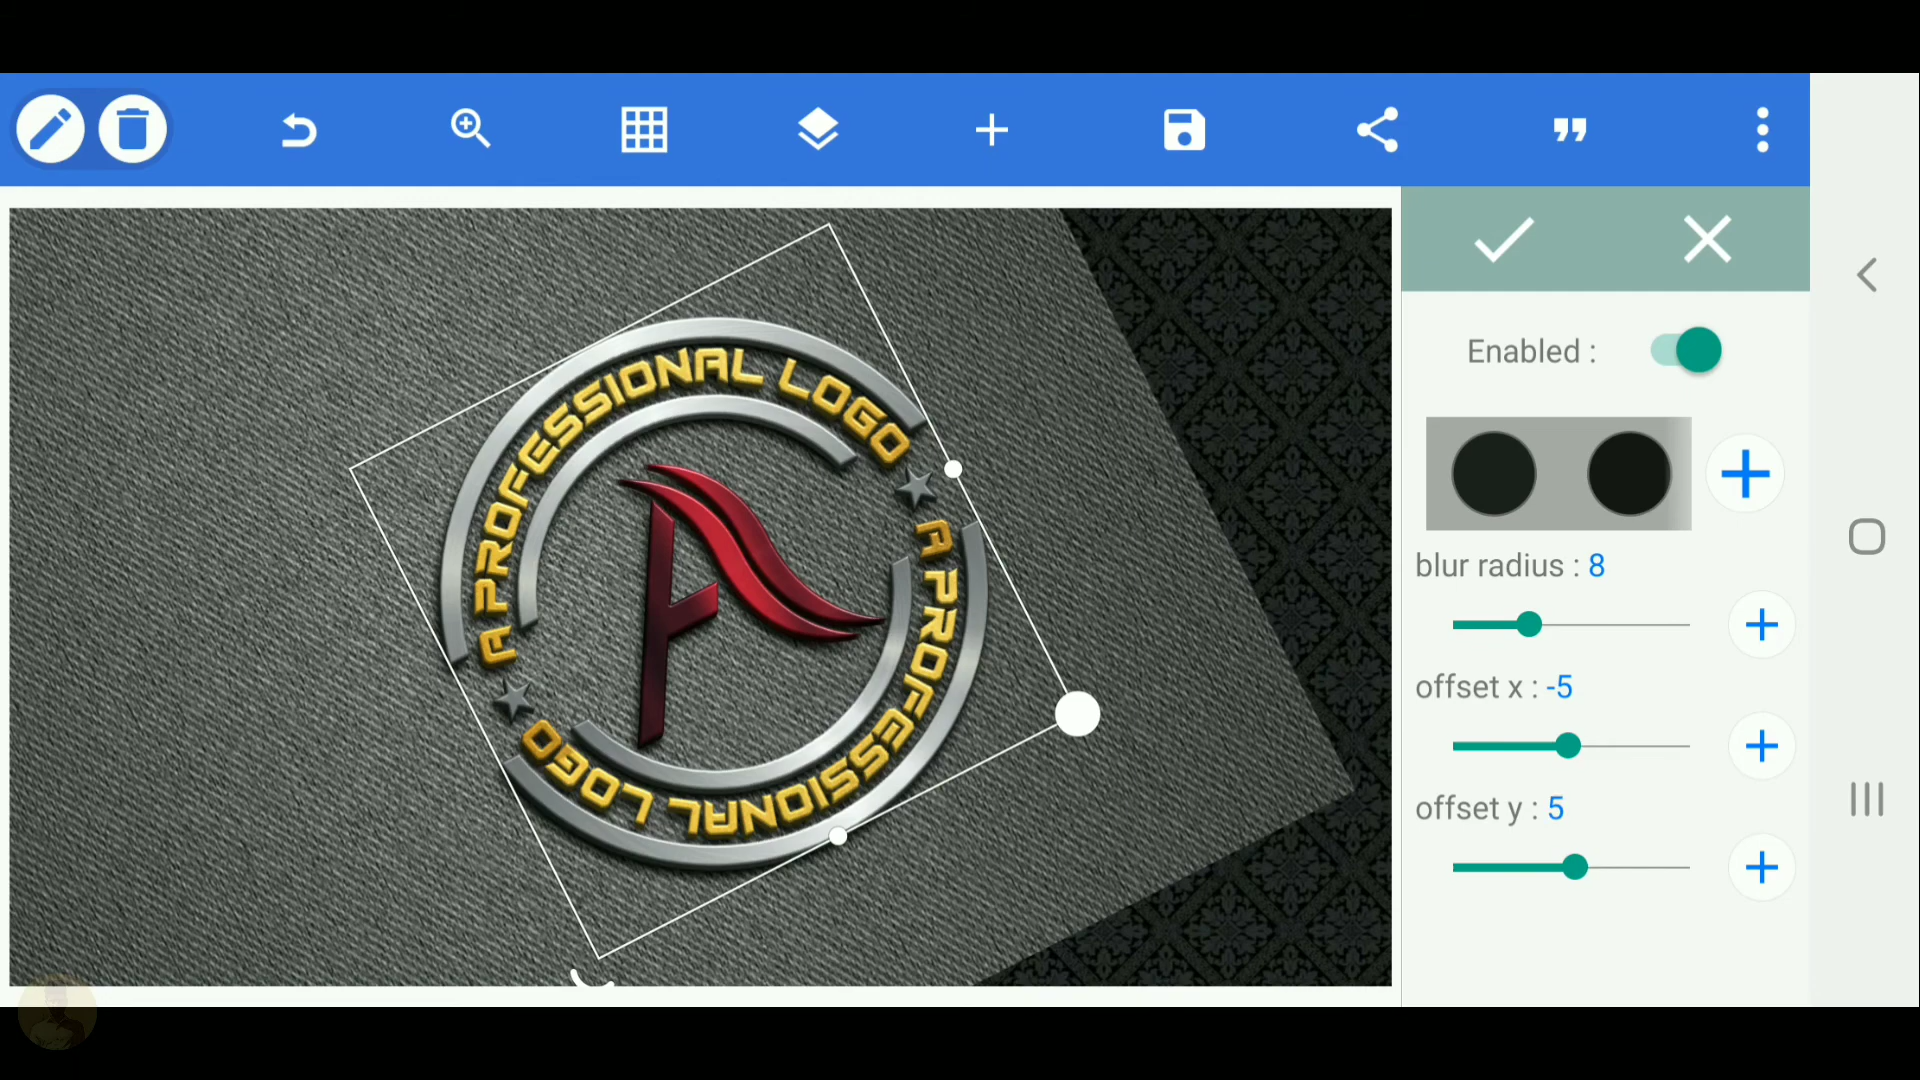 A PROFESSIONAL LOGO
A PROFESSIONAL LOGO
Enabled :
blur radius : 8
offset x : -5
offset y : 5